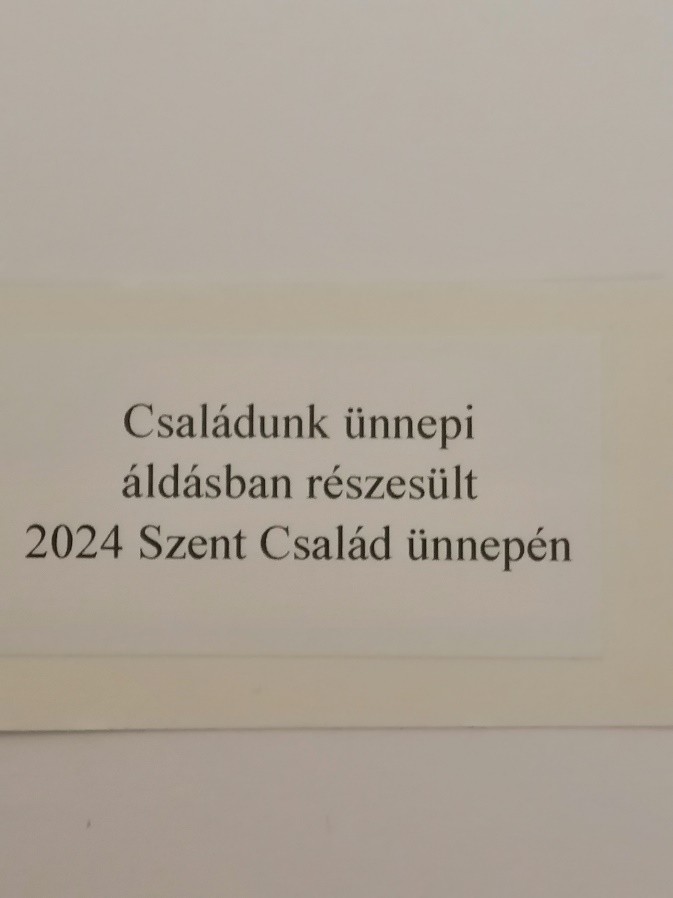 Családunk ünnepi
áldásban részesült
2024 Szent Család ünnepén